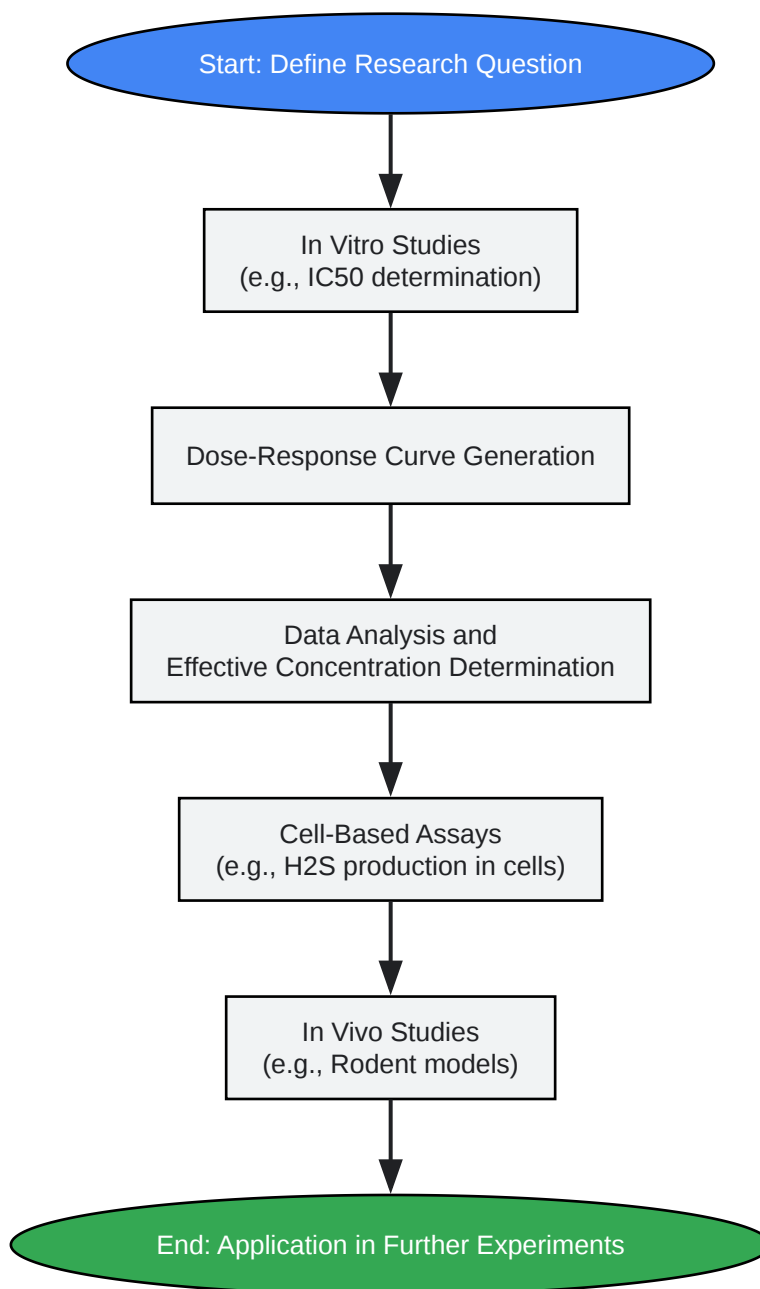 Start: Define Research Question
In Vitro Studies
(e.g., IC50 determination)
Dose-Response Curve Generation
Data Analysis and
Effective Concentration Determination
Cell-Based Assays
(e.g., H2S production in cells)
In Vivo Studies
(e.g., Rodent models)
End: Application in Further Experiments